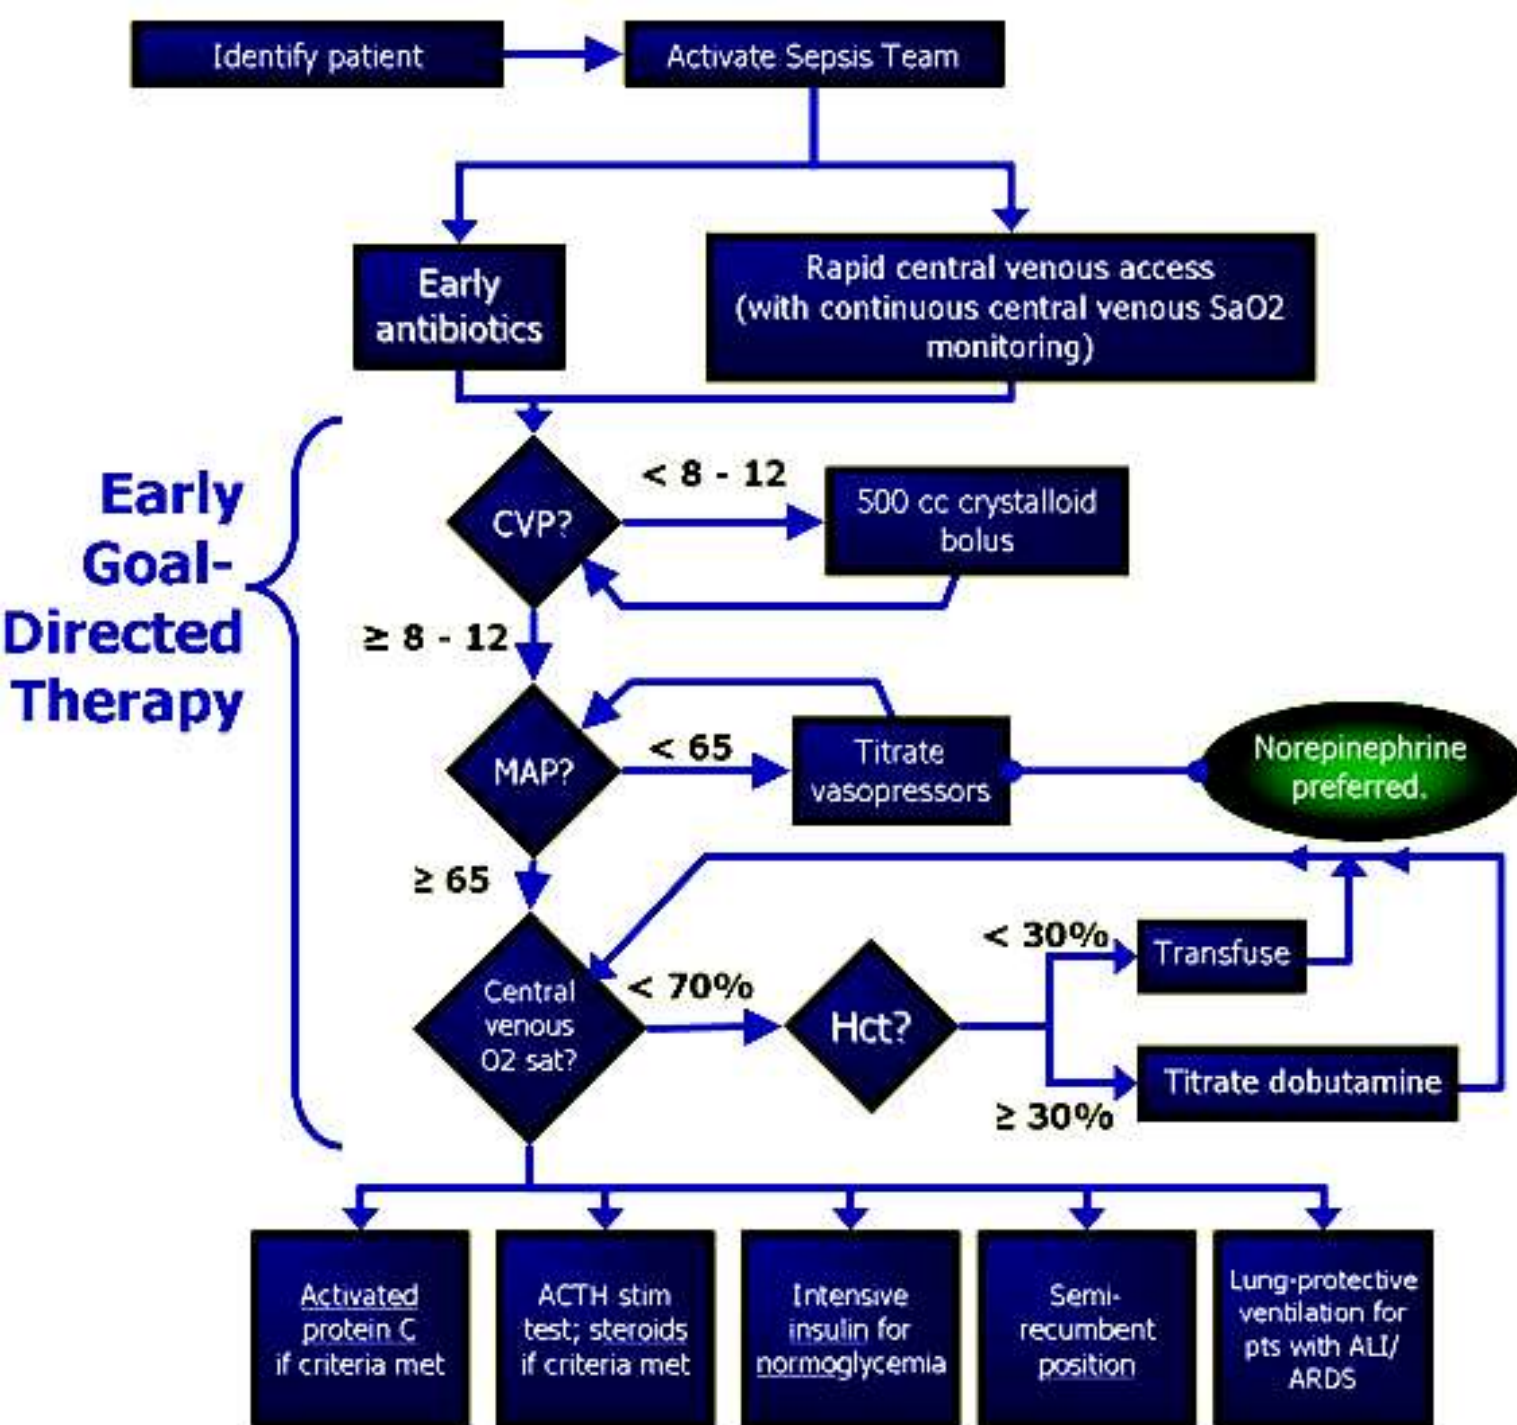 Identify patient
Activate Sepsis Team
Early
antibiotics
Rapid central venous access
(with continuous central venous SaO2
monitoring)
Early
Goal-
Directed
Therapy
CVP?
< 8 - 12
500 cc crystalloid
bolus
≥ 8 - 12
MAP?
< 65
Titrate
vasopressors
Norepinephrine
preferred.
≥ 65
Central
venous
O2 sat?
< 70%
Hct?
< 30%
Transfuse
≥ 30%
Titrate dobutamine
Activated
protein C
if criteria met
ACTH stim
test; steroids
if criteria met
Intensive
insulin for
normoglycemia
Semi-
recumbent
position
Lung-protective
ventilation for
pts with ALI/
ARDS